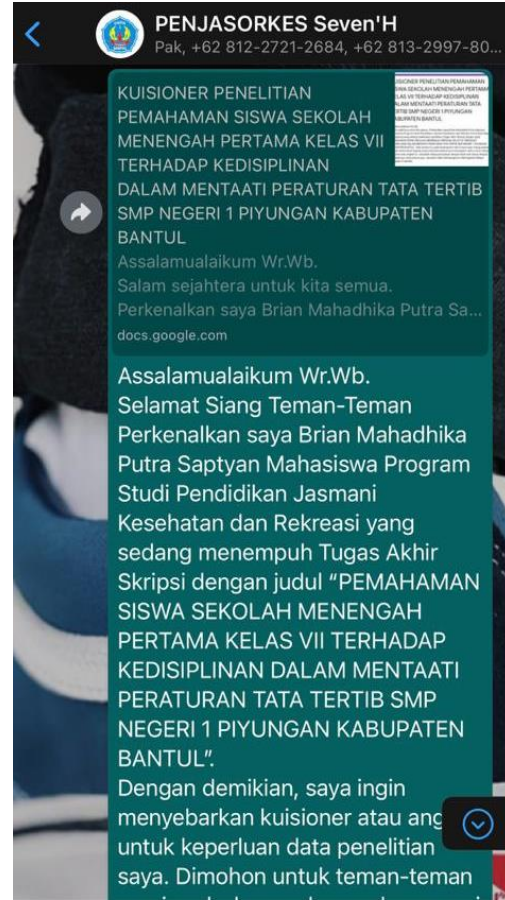 PENJASORKES Seven'H
Pak, +62 812-2721-2684, +62 813-2997-80...
KUISIONER PENELITIAN
PEMAHAMAN SISWA SEKOLAH
MENENGAH PERTAMA KELAS VII
TERHADAP KEDISIPLINAN
DALAM MENTAATI PERATURAN TATA TERTIB
SMP NEGERI 1 PIYUNGAN KABUPATEN
BANTUL
Assalamualaikum Wr.Wb.
Salam sejahtera untuk kita semua.
Perkenalkan saya Brian Mahadhika Putra Sa...
docs.google.com
Assalamualaikum Wr.Wb.
Selamat Siang Teman-Teman
Perkenalkan saya Brian Mahadhika
Putra Saptyan Mahasiswa Program
Studi Pendidikan Jasmani
Kesehatan dan Rekreasi yang
sedang menempuh Tugas Akhir
Skripsi dengan judul “PEMAHAMAN
SISWA SEKOLAH MENENGAH
PERTAMA KELAS VII TERHADAP
KEDISIPLINAN DALAM MENTAATI
PERATURAN TATA TERTIB SMP
NEGERI 1 PIYUNGAN KABUPATEN
BANTUL”.
Dengan demikian, saya ingin
menyebarkan kuisioner atau ang
untuk keperluan data penelitian
saya. Dimohon untuk teman-teman